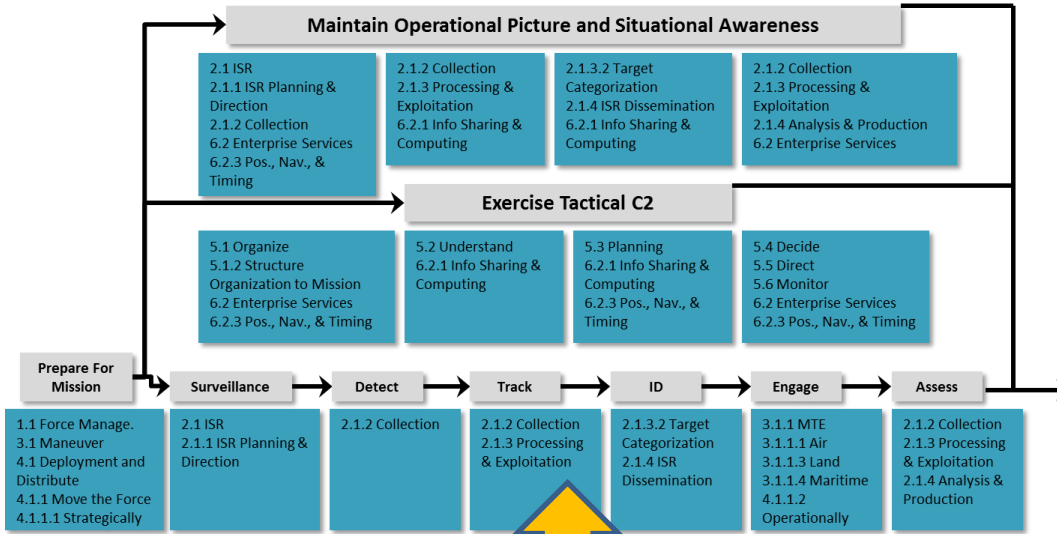 Maintain Operational Picture and Situational Awareness
2.1 ISR
2.1.1 ISR Planning &
Direction
2.1.2 Collection
6.2 Enterprise Services
6.2.3 Pos., Nav., &
Timing
2.1.2 Collection
2.1.3 Processing &
Exploitation
6.2.1 Info Sharing &
Computing
2.1.3.2 Target
Categorization
2.1.4 ISR Dissemination
6.2.1 Info Sharing &
Computing
2.1.2 Collection
2.1.3 Processing &
Exploitation
2.1.4 Analysis & Production
6.2 Enterprise Services
Exercise Tactical C2
5.1 Organize
5.1.2 Structure
Organization to Mission
6.2 Enterprise Services
6.2.3 Pos., Nav., & Timing
5.2 Understand
6.2.1 Info Sharing &
Computing
5.3 Planning
6.2.1 Info Sharing &
Computing
6.2.3 Pos., Nav., &
Timing
5.4 Decide
5.5 Direct
5.6 Monitor
6.2 Enterprise Services
6.2.3 Pos., Nav., & Timing
Prepare For
Mission
1.1 Force Manage.
3.1 Maneuver
4.1 Deployment and
Distribute
4.1.1 Move the Force
4.1.1.1 Strategically
Surveillance
2.1 ISR
2.1.1 ISR Planning &
Direction
Detect
2.1.2 Collection
Track
2.1.2 Collection
2.1.3 Processing
& Exploitation
ID
2.1.3.2 Target
Categorization
2.1.4 ISR
Dissemination
Engage
3.1.1 MTE
3.1.1.1 Air
3.1.1.3 Land
3.1.1.4 Maritime
4.1.1.2
Operationally
Assess
2.1.2 Collection
2.1.3 Processing
& Exploitation
2.1.4 Analysis &
Production